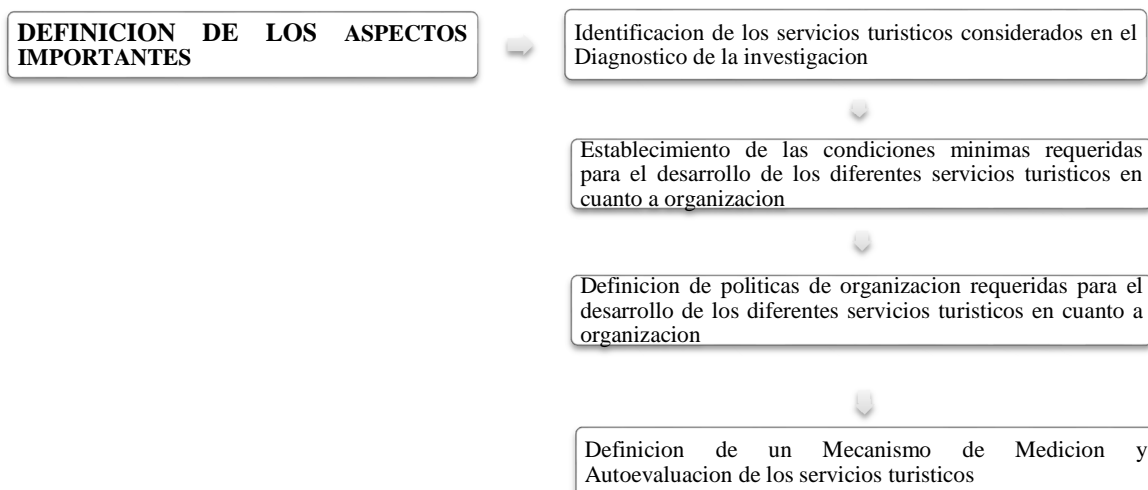 DEFINICION DE LOS ASPECTOS
IMPORTANTES
Identificacion de los servicios turisticos considerados en el
Diagnostico de la investigacion
Establecimiento de las condiciones minimas requeridas
para el desarrollo de los diferentes servicios turisticos en
cuanto a organizacion
Definicion de politicas de organizacion requeridas para el
desarrollo de los diferentes servicios turisticos en cuanto a
organizacion
Definicion de un Mecanismo de Medicion y
Autoevaluacion de los servicios turisticos